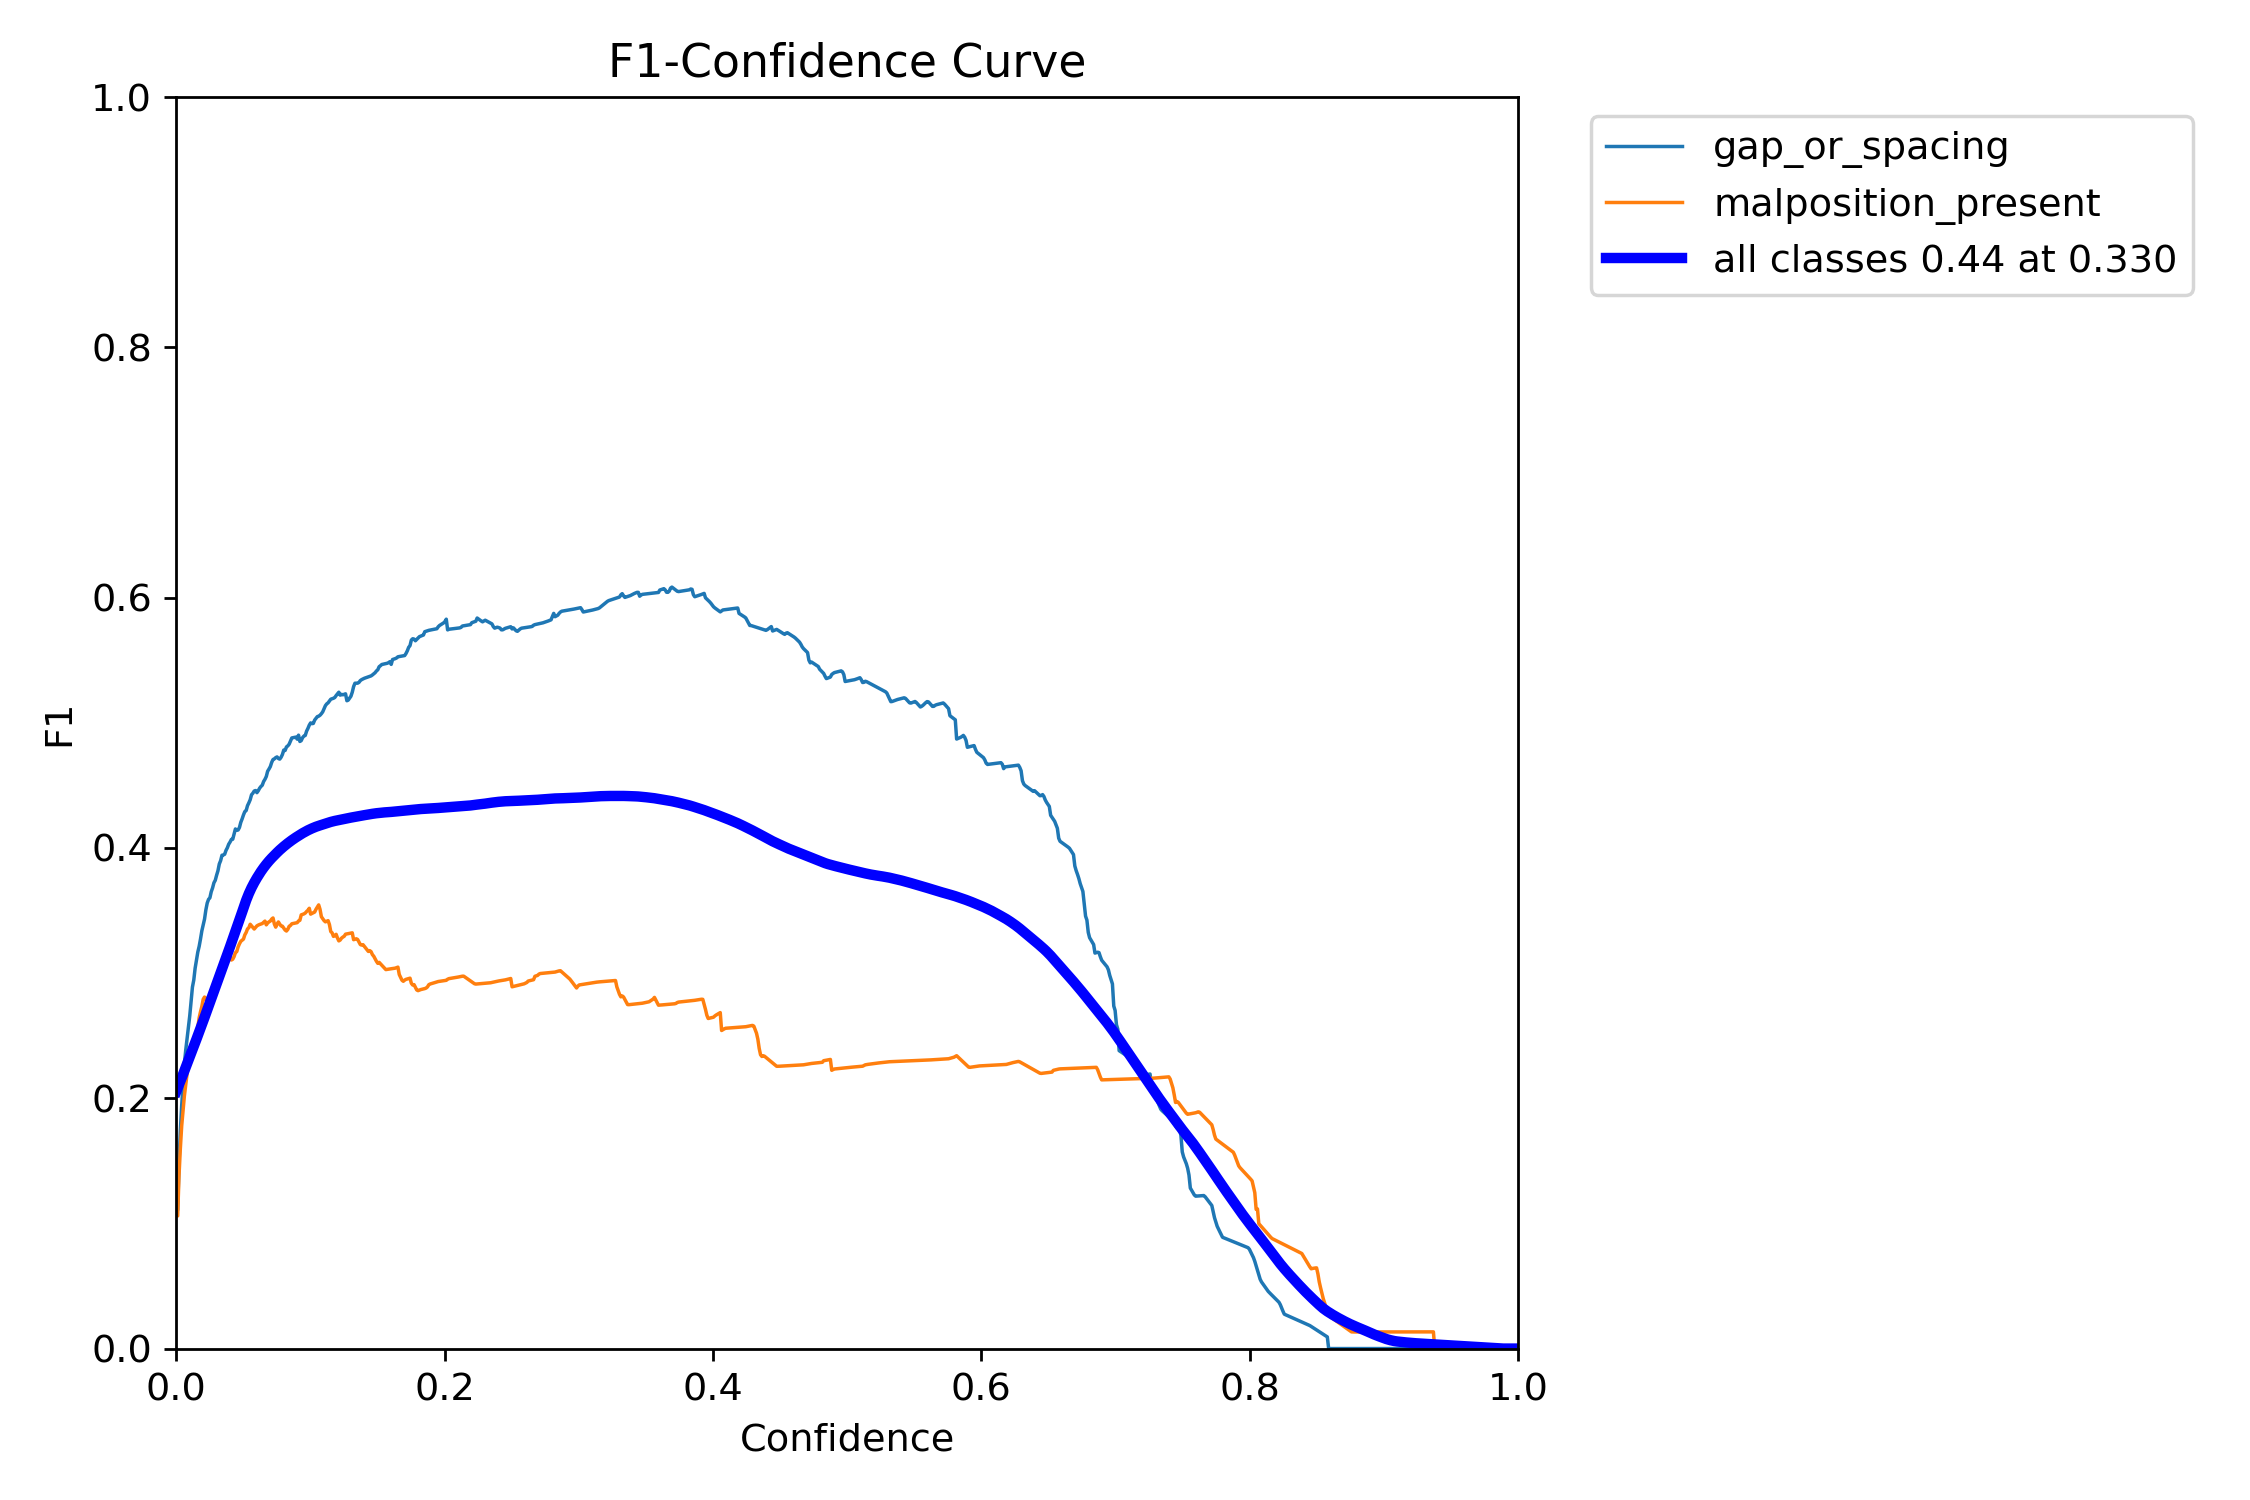 F1-Confidence Curve
1.0
0.8
0.6
0.4
0.2
0.0
F1
0.0 0.2 0.4 0.6 0.8 1.0
Confidence
gap_or_spacing
malposition_present
all classes 0.44 at 0.330